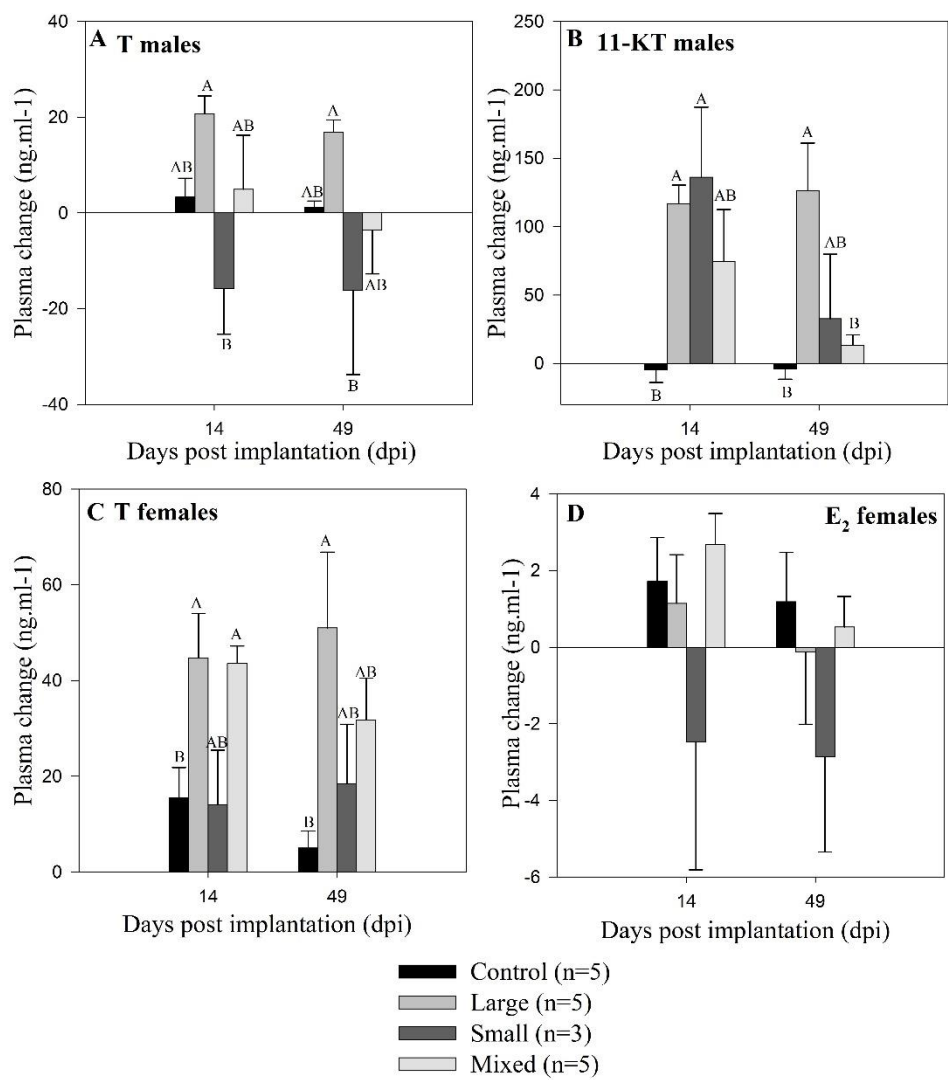 A T males
Plasma change (ng.ml-1)
40
20
0
-20
-40
AB
A
B
AB
AB
A
B
AB
14
49
Days post implantation (dpi)
B 11-KT males
Plasma change (ng.ml-1)
250
200
150
100
50
0
B
A
A
AB
B
A
AB
B
14
49
Days post implantation (dpi)
C T females
Plasma change (ng.ml-1)
80
60
40
20
0
B
A
AB
A
B
A
AB
AB
14
49
Days post implantation (dpi)
D E₂ females
Plasma change (ng.ml-1)
4
2
0
-2
-4
-6
14
49
Days post implantation (dpi)
Control (n=5)
Large (n=5)
Small (n=3)
Mixed (n=5)